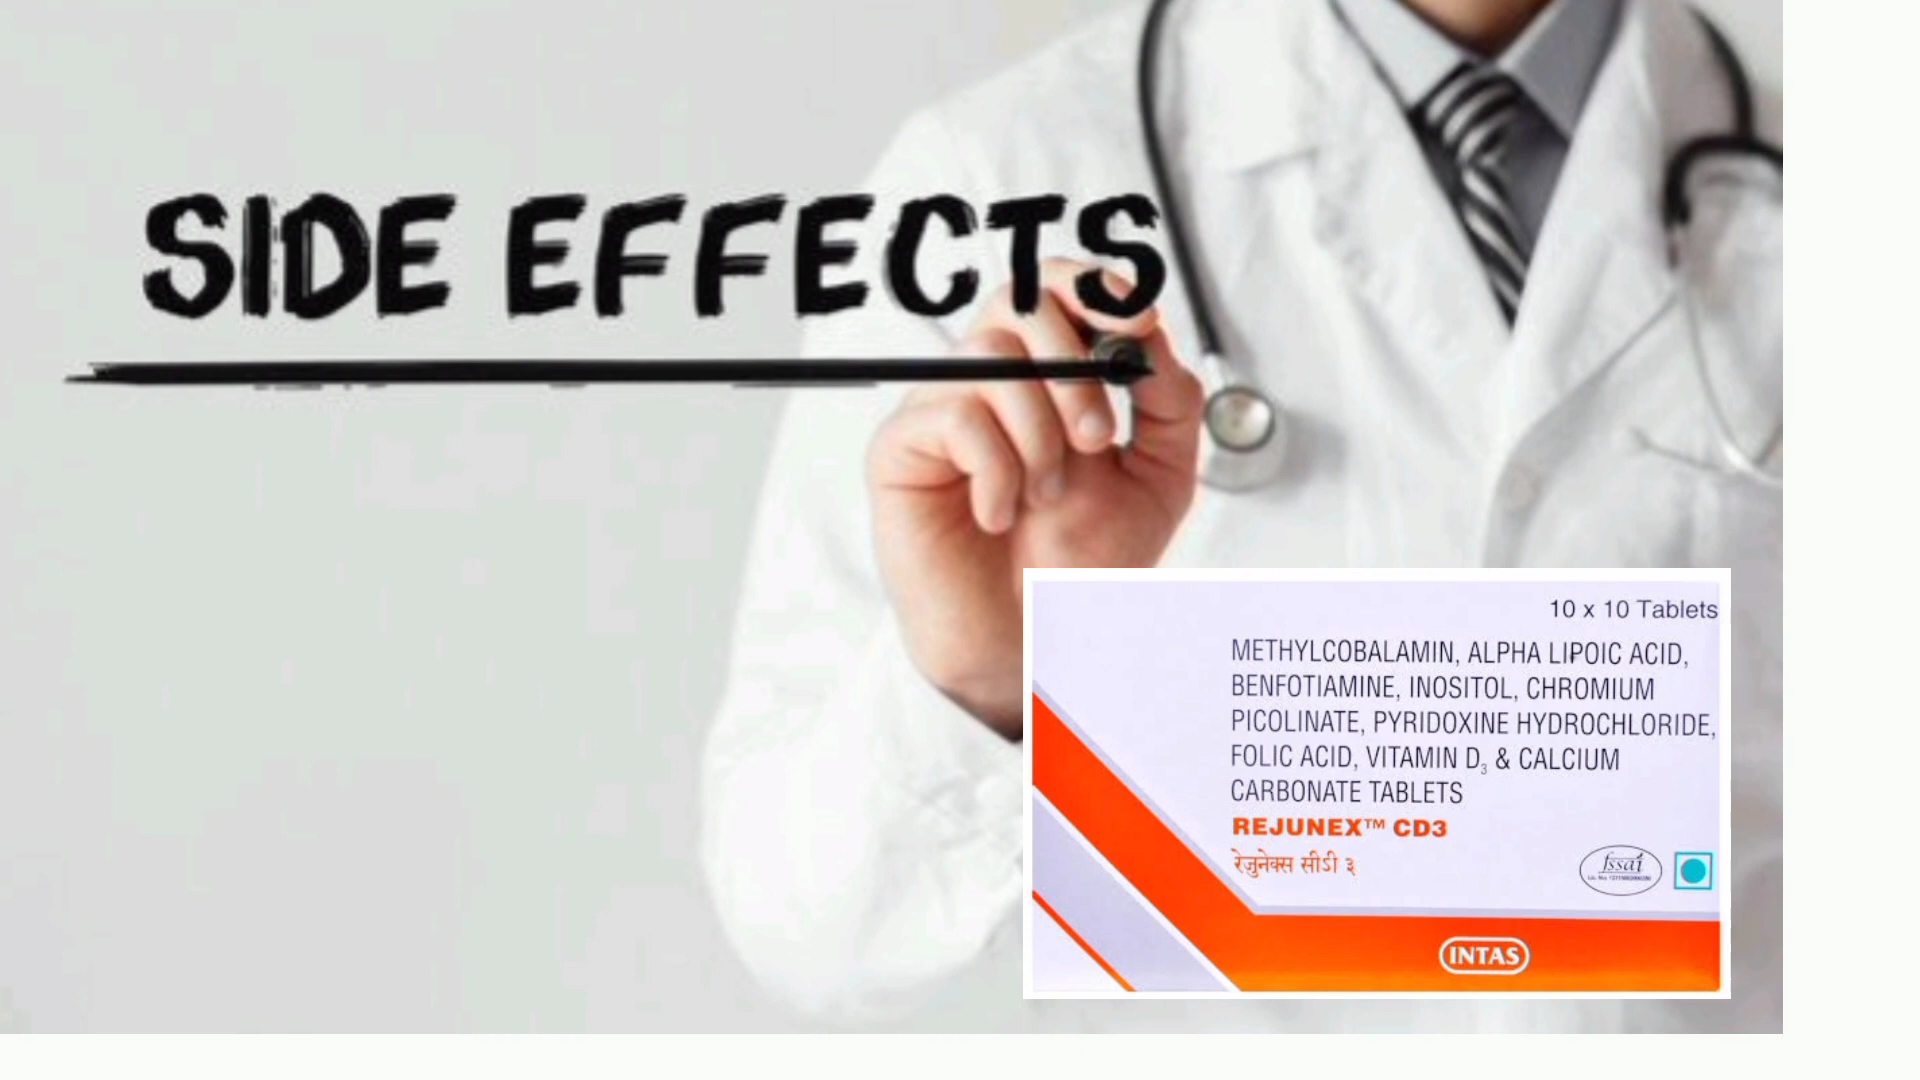 SIDE EFFECTS
10 x 10 Tablets
METHYLCOBALAMIN, ALPHA LIPOIC ACID,
BENFOTIAMINE, INOSITOL, CHROMIUM
PICOLINATE, PYRIDOXINE HYDROCHLORIDE,
FOLIC ACID, VITAMIN D₃ & CALCIUM
CARBONATE TABLETS
REJUNEX™ CD3
रेजुनेक्स सीडी ३
fssai
INTAS